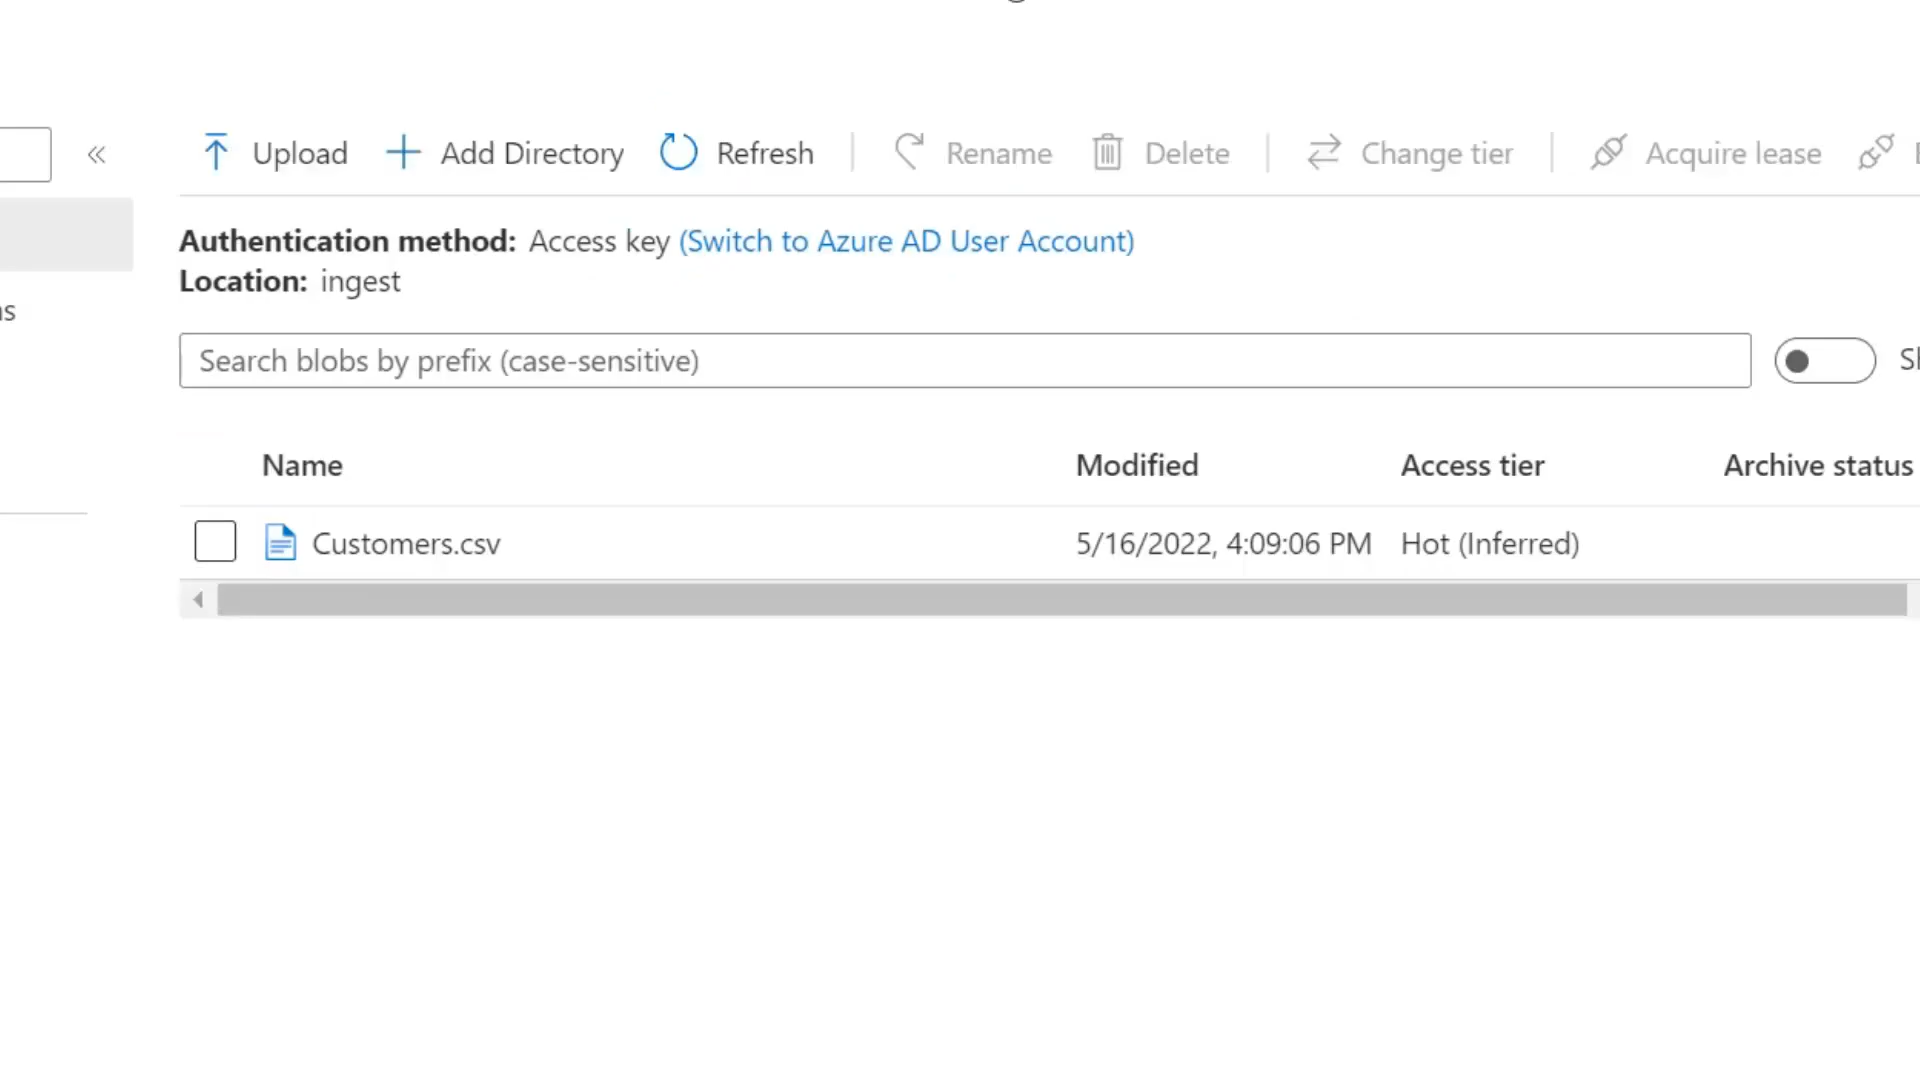 Upload Add Directory Refresh Rename Delete Change tier Acquire lease
Authentication method: Access key (Switch to Azure AD User Account)
Location: ingest
Search blobs by prefix (case-sensitive)
Name Modified Access tier Archive status
Customers.csv 5/16/2022, 4:09:06 PM Hot (Inferred)